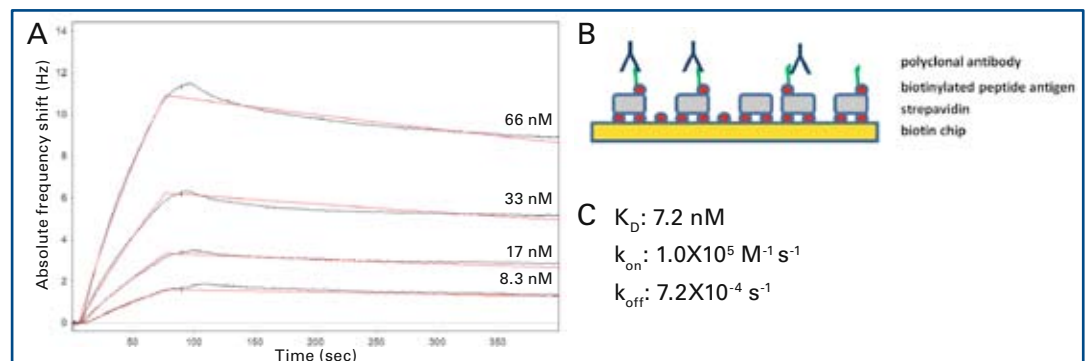 A
Absolute frequency shift (Hz)
14
12
10
8
6
4
2
0
66 nM
33 nM
17 nM
8.3 nM
50
100
150
200
250
300
350
Time (sec)
B
polyclonal antibody
biotinylated peptide antigen
strepavidin
biotin chip
C
K_D: 7.2 nM
k_on: 1.0X10⁵ M⁻¹ s⁻¹
k_off: 7.2X10⁻⁴ s⁻¹